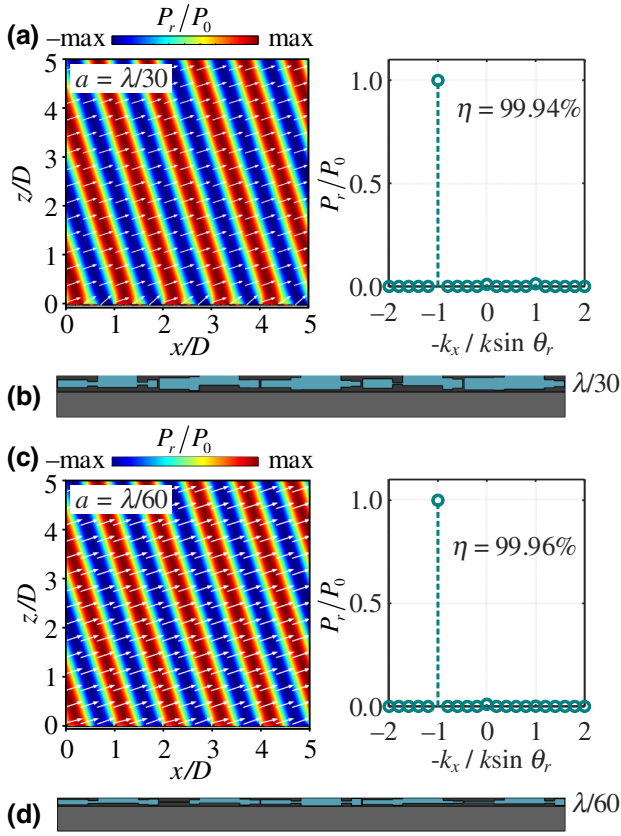 (a)
P_r/P_0
−max
max
a = λ/30
5
4
3
2
1
0
z/D
0 1 2 3 4 5
x/D
η = 99.94%
1.0
0.5
0.0
P_r/P_0
−2 −1 0 1 2
-k_x / k sin θ_r
(b)
λ/30
(c)
P_r/P_0
−max
max
a = λ/60
5
4
3
2
1
0
z/D
0 1 2 3 4 5
x/D
η = 99.96%
1.0
0.5
0.0
P_r/P_0
−2 −1 0 1 2
-k_x / k sin θ_r
(d)
λ/60